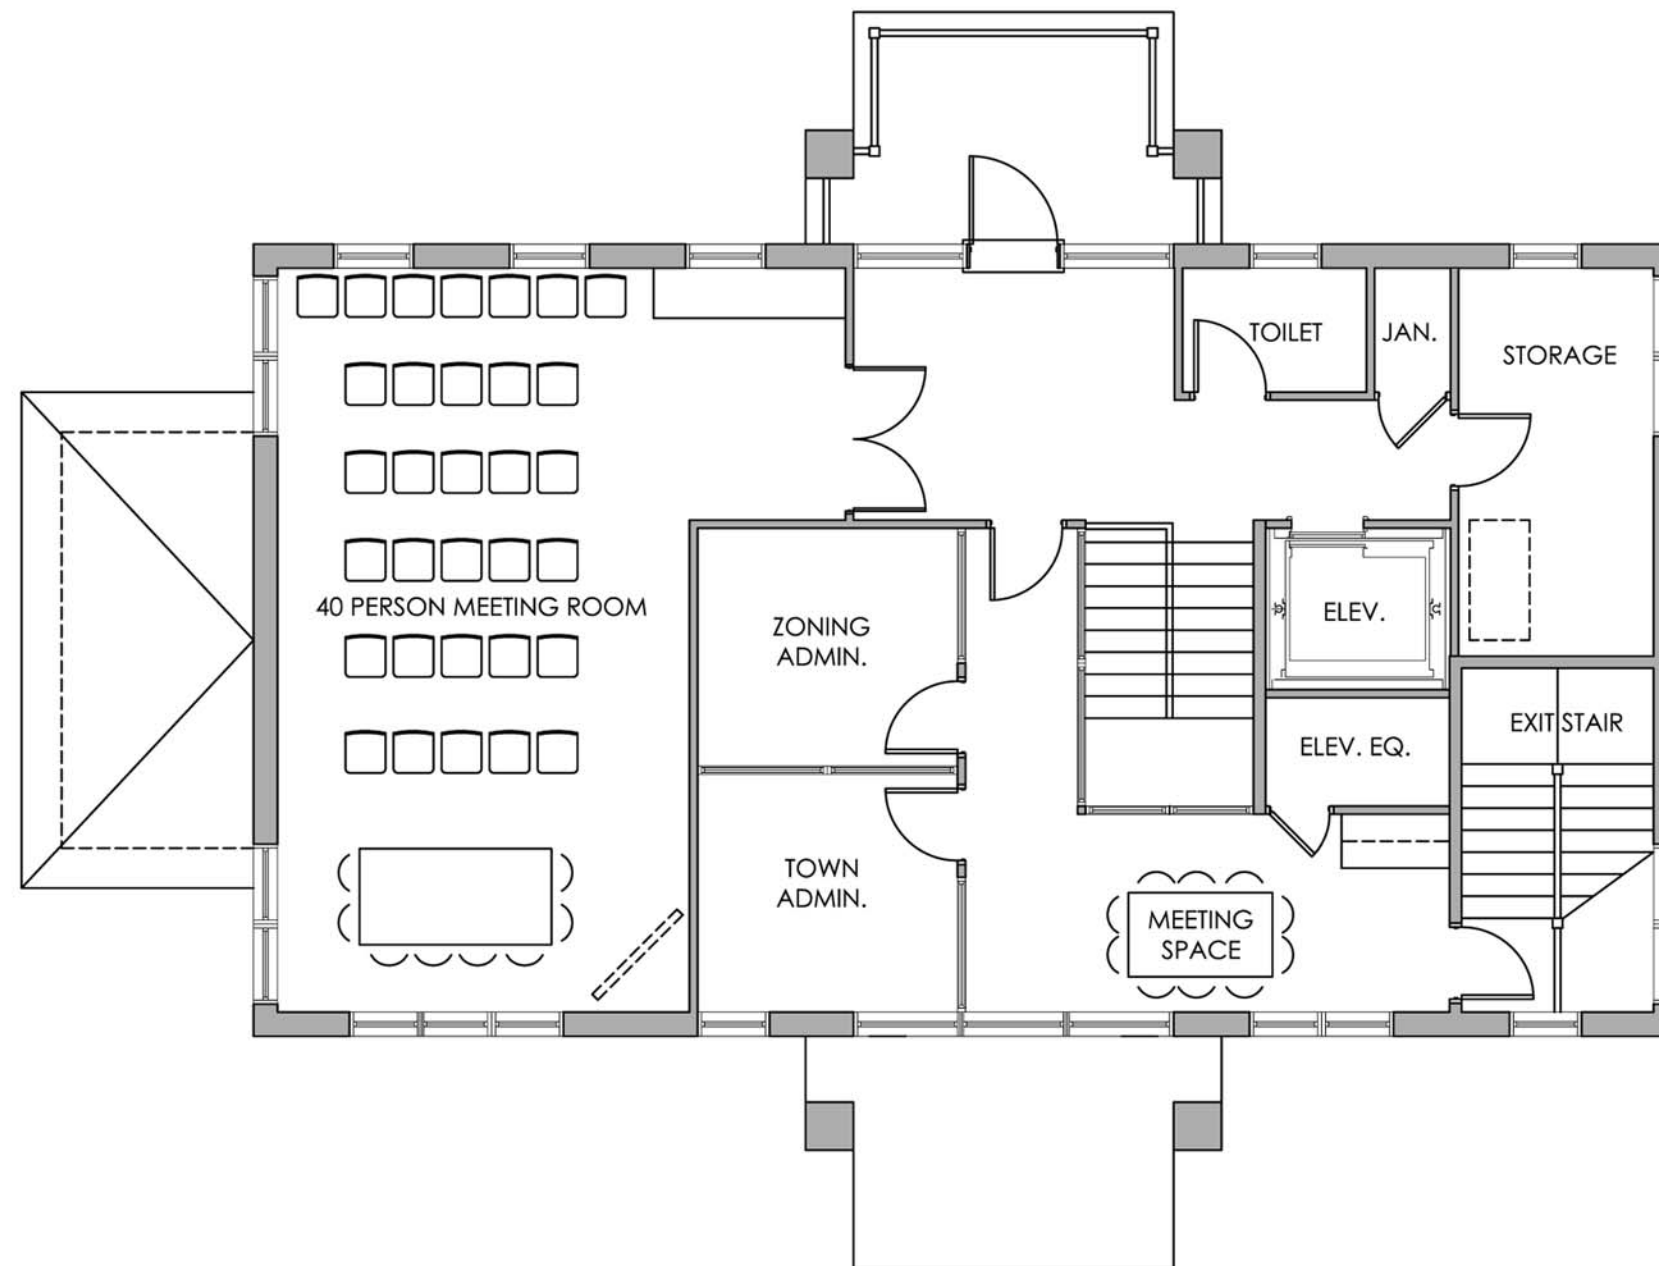 TOILET
JAN.
STORAGE
40 PERSON MEETING ROOM
ZONING
ADMIN.
ELEV.
EXIT STAIR
ELEV. EQ.
TOWN
ADMIN.
MEETING
SPACE